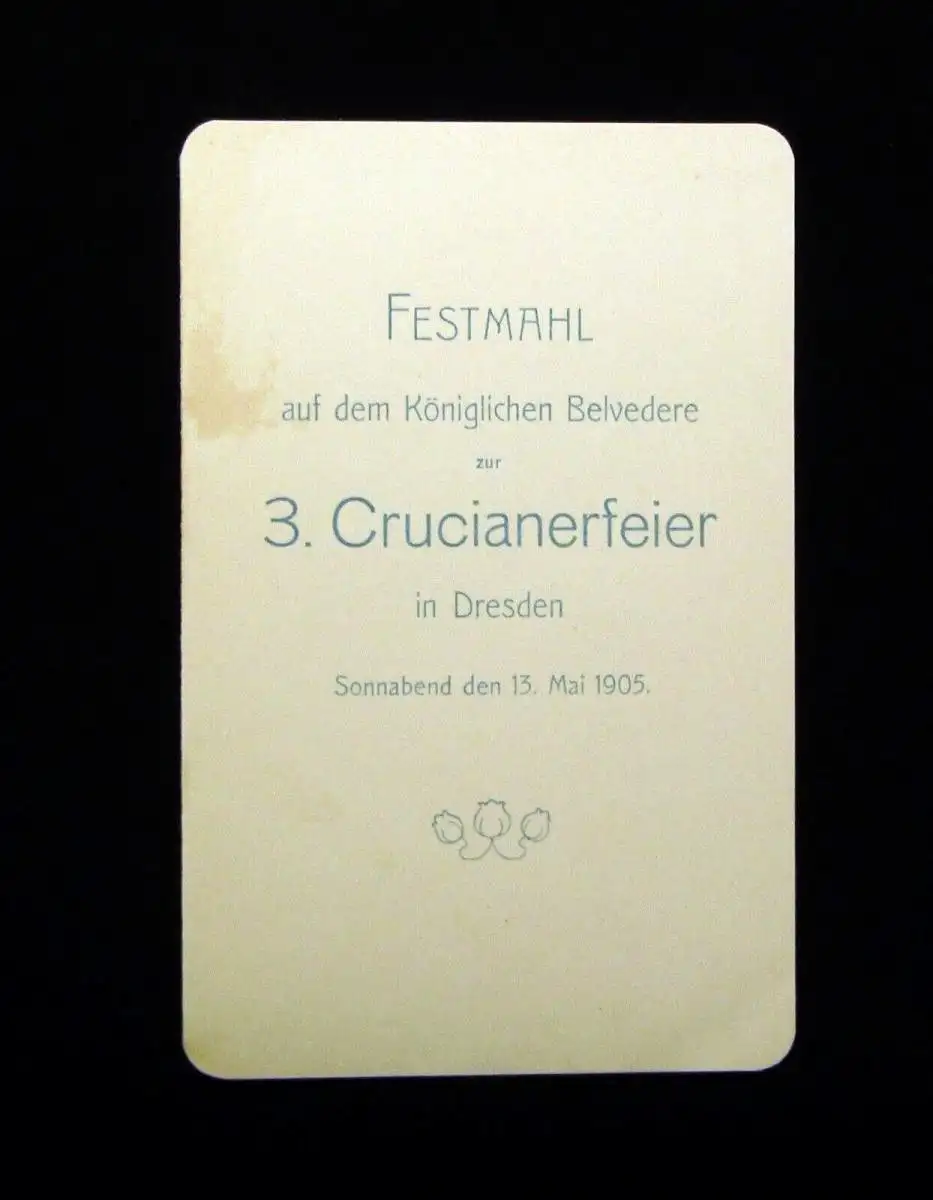 FESTMAHL
auf dem Königlichen Belvedere
zur
3. Crucianerfeier
in Dresden
Sonnabend den 13. Mai 1905.